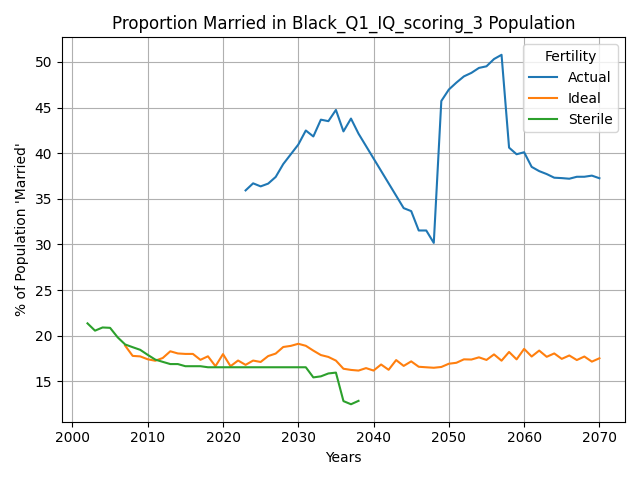 Proportion Married in Black_Q1_IQ_scoring_3 Population
% of Population 'Married'
50
45
40
35
30
25
20
15
2000 2010 2020 2030 2040 2050 2060 2070
Years
Fertility
Actual
Ideal
Sterile